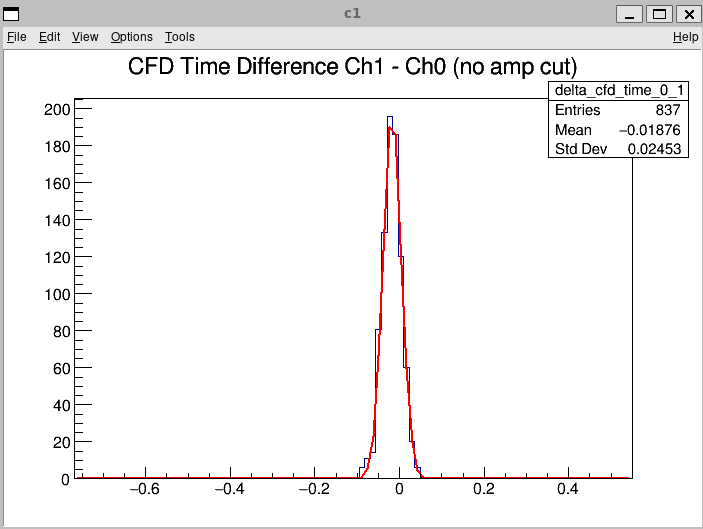 c1
File Edit View Options Tools Help
CFD Time Difference Ch1 - Ch0 (no amp cut)
delta_cfd_time_0_1
Entries 837
Mean −0.01876
Std Dev 0.02453
200
180
160
140
120
100
80
60
40
20
0
−0.6 −0.4 −0.2 0 0.2 0.4